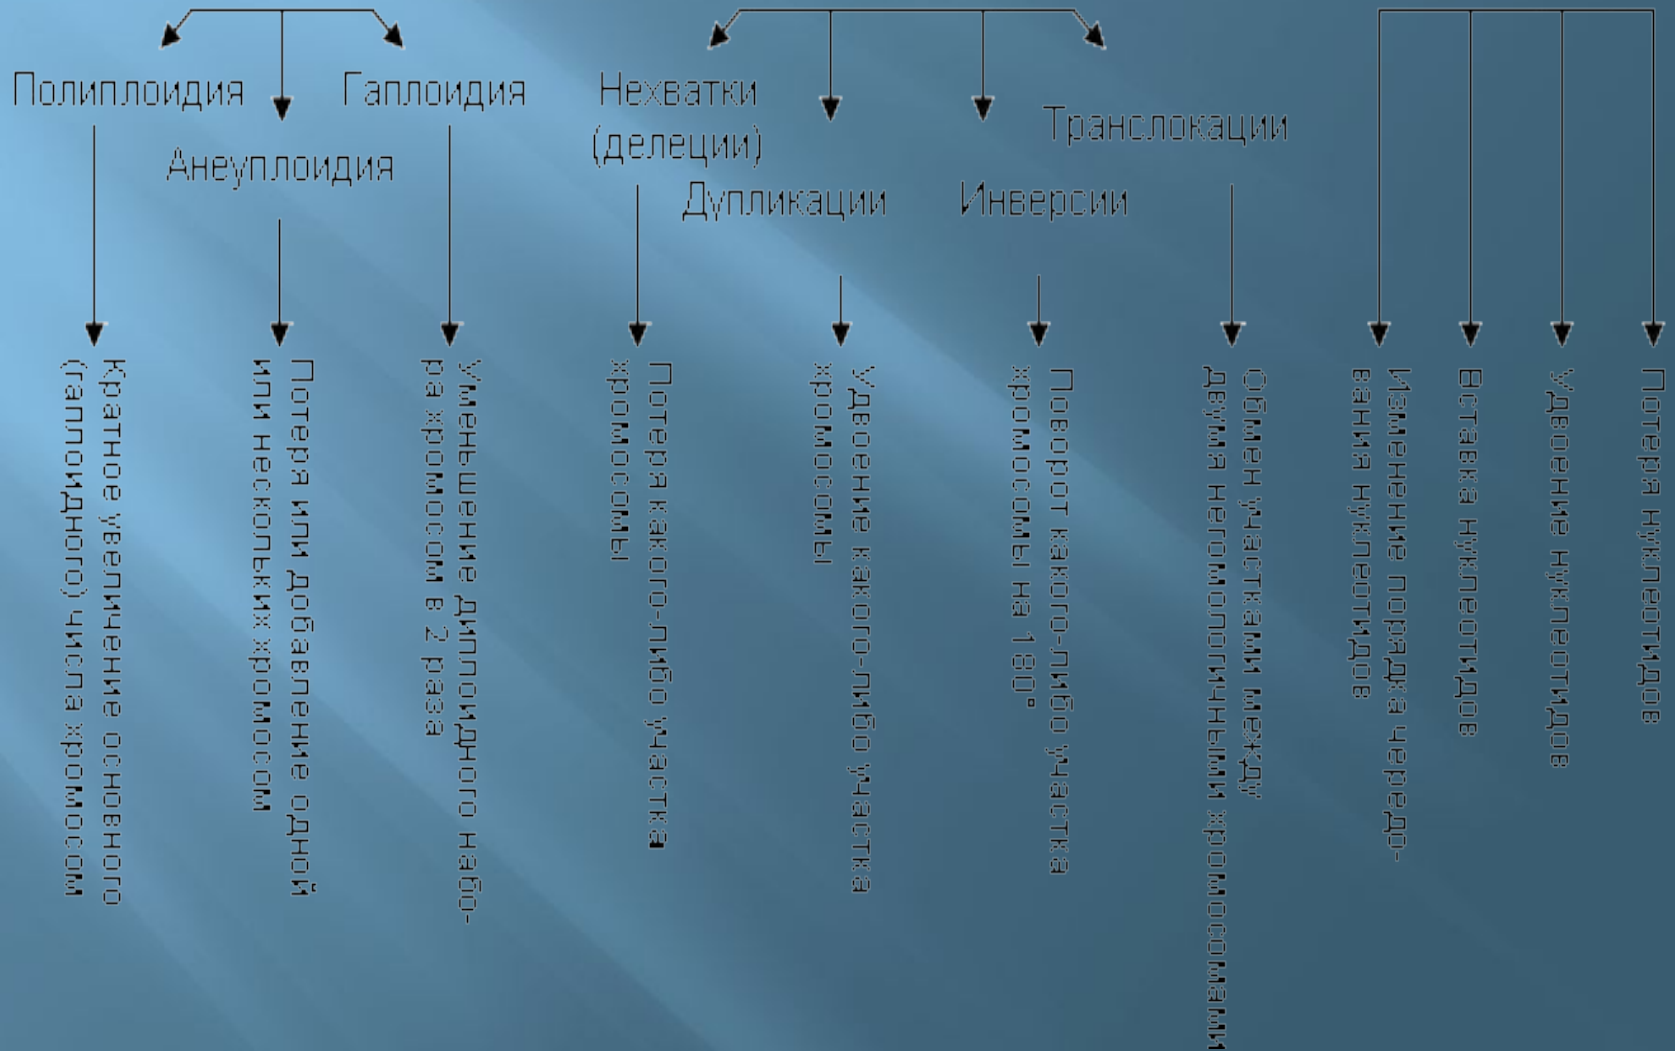 Полиплоидия
Анеуплоидия
Гаплоидия
Нехватки
(делеции)
Дупликации
Инверсии
Транслокации
Кратное увеличение основного
(гаплоидного) числа хромосом
Потеря или добавление одной
или нескольких хромосом
Уменьшение диплоидного набо-
ра хромосом в 2 раза
Потеря какого-либо участка
хромосомы
Удвоение какого-либо участка
хромосомы
Поворот какого-либо участка
хромосомы на 180°
Обмен участками между
двумя негомологичными хромосомами
Изменение порядка чередо-
вания нуклеотидов
Вставка нуклеотидов
Удвоение нуклеотидов
Потеря нуклеотидов